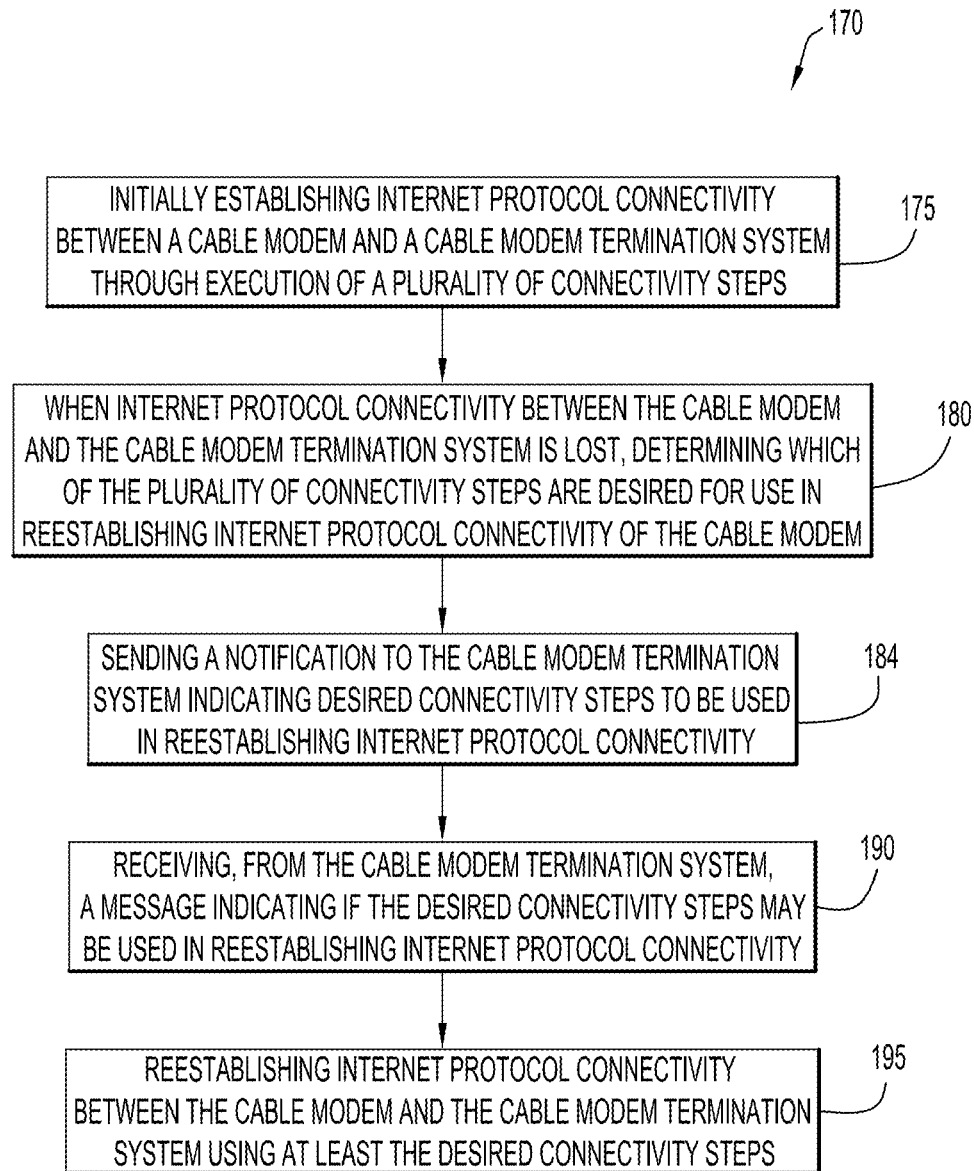 170
INITIALLY ESTABLISHING INTERNET PROTOCOL CONNECTIVITY
BETWEEN A CABLE MODEM AND A CABLE MODEM TERMINATION SYSTEM
THROUGH EXECUTION OF A PLURALITY OF CONNECTIVITY STEPS
175
WHEN INTERNET PROTOCOL CONNECTIVITY BETWEEN THE CABLE MODEM
AND THE CABLE MODEM TERMINATION SYSTEM IS LOST, DETERMINING WHICH
OF THE PLURALITY OF CONNECTIVITY STEPS ARE DESIRED FOR USE IN
REESTABLISHING INTERNET PROTOCOL CONNECTIVITY OF THE CABLE MODEM
180
SENDING A NOTIFICATION TO THE CABLE MODEM TERMINATION
SYSTEM INDICATING DESIRED CONNECTIVITY STEPS TO BE USED
IN REESTABLISHING INTERNET PROTOCOL CONNECTIVITY
184
RECEIVING, FROM THE CABLE MODEM TERMINATION SYSTEM,
A MESSAGE INDICATING IF THE DESIRED CONNECTIVITY STEPS MAY
BE USED IN REESTABLISHING INTERNET PROTOCOL CONNECTIVITY
190
REESTABLISHING INTERNET PROTOCOL CONNECTIVITY
BETWEEN THE CABLE MODEM AND THE CABLE MODEM TERMINATION
SYSTEM USING AT LEAST THE DESIRED CONNECTIVITY STEPS
195